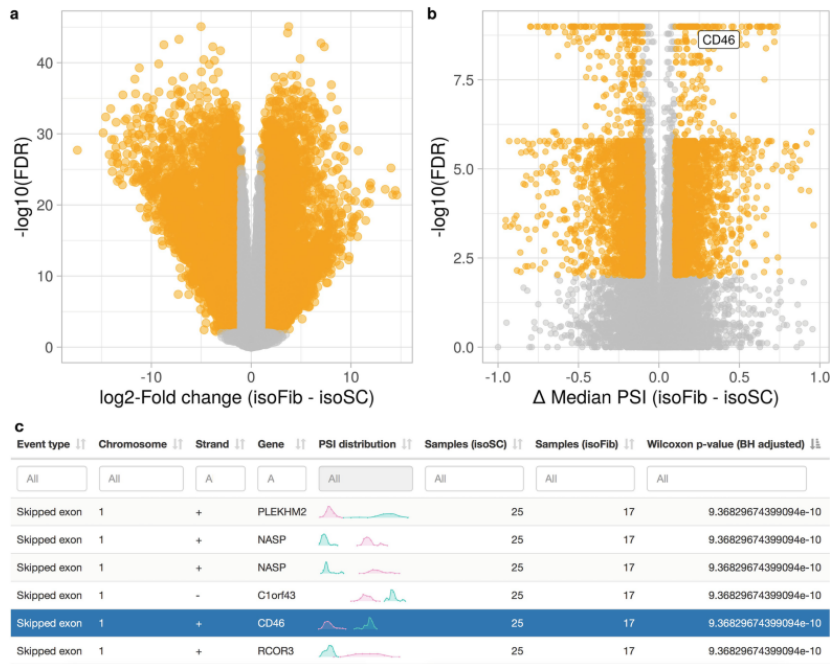 a
b
40
30
20
10
0
-10
0
10
-log10(FDR)
log2-Fold change (isoFib - isoSC)
CD46
7.5
5.0
2.5
0.0
-1.0
-0.5
0.0
0.5
1.0
-log10(FDR)
Δ Median PSI (isoFib - isoSC)
c
Event type Chromosome Strand Gene PSI distribution Samples (isoSC) Samples (isoFib) Wilcoxon p-value (BH adjusted)
All All A A All All All All
Skipped exon 1 + PLEKHM2 25 17 9.36829674399094e-10
Skipped exon 1 + NASP 25 17 9.36829674399094e-10
Skipped exon 1 + NASP 25 17 9.36829674399094e-10
Skipped exon 1 - C1orf43 25 17 9.36829674399094e-10
Skipped exon 1 + CD46 25 17 9.36829674399094e-10
Skipped exon 1 + RCOR3 25 17 9.36829674399094e-10